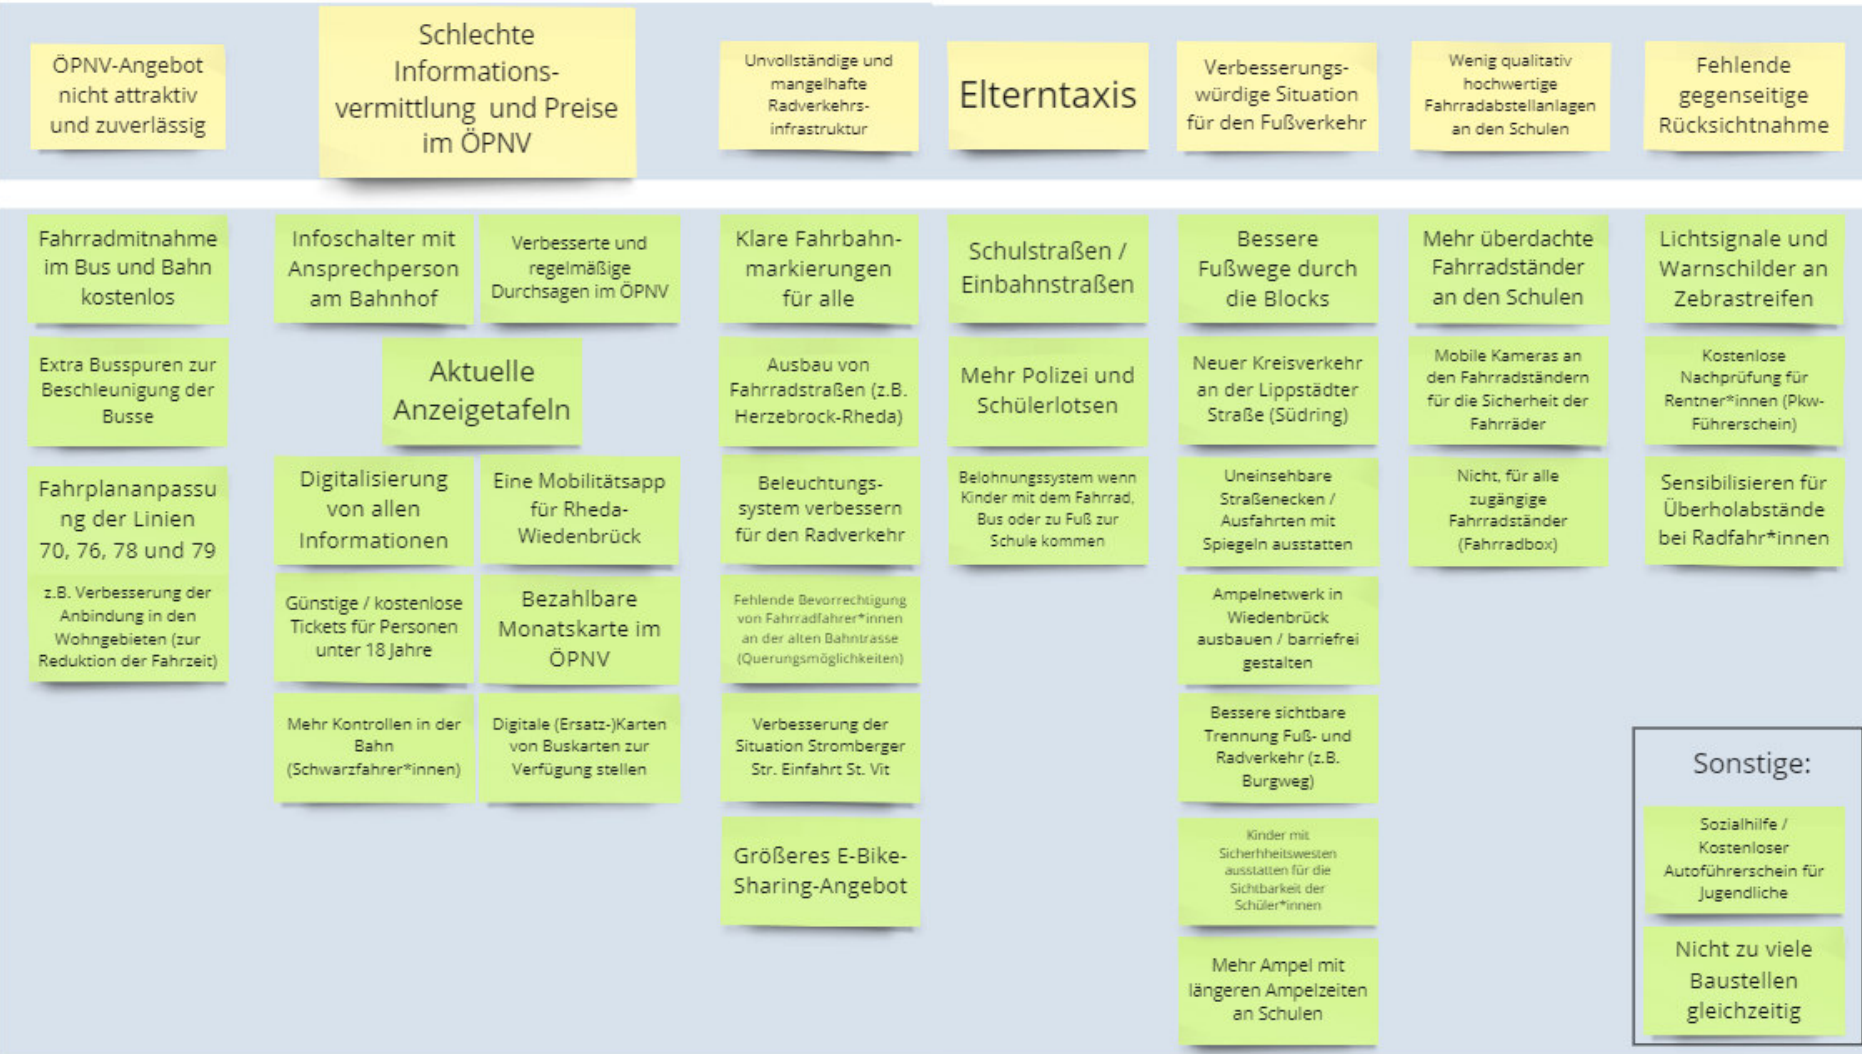 ÖPNV-Angebot
nicht attraktiv
und zuverlässig
Schlechte
Informations-
vermittlung und Preise
im ÖPNV
Unvollständige und
mangelhafte
Radverkehrs-
infrastruktur
Elterntaxis
Verbesserungs-
würdige Situation
für den Fußverkehr
Wenig qualitativ
hochwertige
Fahrradabstellanlagen
an den Schulen
Fehlende
gegenseitige
Rücksichtnahme
Fahrradmitnahme
im Bus und Bahn
kostenlos
Extra Busspuren zur
Beschleunigung der
Busse
Fahrplananpassu
ng der Linien
70, 76, 78 und 79
z.B. Verbesserung der
Anbindung in den
Wohngebieten (zur
Reduktion der Fahrzeit)
Infoschalter mit
Ansprechperson
am Bahnhof
Verbesserte und
regelmäßige
Durchsagen im ÖPNV
Aktuelle
Anzeigetafeln
Digitalisierung
von allen
Informationen
Eine Mobilitätsapp
für Rheda-
Wiedenbrück
Günstige / kostenlose
Tickets für Personen
unter 18 Jahre
Bezahlbare
Monatskarte im
ÖPNV
Mehr Kontrollen in der
Bahn
(Schwarzfahrer*innen)
Digitale (Ersatz-)Karten
von Buskarten zur
Verfügung stellen
Klare Fahrbahn-
markierungen
für alle
Ausbau von
Fahrradstraßen (z.B.
Herzebrock-Rheda)
Beleuchtungs-
system verbessern
für den Radverkehr
Fehlende Bevorrechtigung
von Fahrradfahrer*innen
an der alten Bahntrasse
(Querungsmöglichkeiten)
Verbesserung der
Situation Stromberger
Str. Einfahrt St. Vit
Größeres E-Bike-
Sharing-Angebot
Schulstraßen /
Einbahnstraßen
Mehr Polizei und
Schülerlotsen
Belohnungssystem wenn
Kinder mit dem Fahrrad,
Bus oder zu Fuß zur
Schule kommen
Bessere
Fußwege durch
die Blocks
Neuer Kreisverkehr
an der Lippstädter
Straße (Südring)
Uneinsehbare
Straßenecken /
Ausfahrten mit
Spiegeln ausstatten
Ampelnetwerk in
Wiedenbrück
ausbauen / barriefrei
gestalten
Bessere sichtbare
Trennung Fuß- und
Radverkehr (z.B.
Burgweg)
Kinder mit
Sicherhheitswesten
ausstatten für die
Sichtbarkeit der
Schüler*innen
Mehr Ampel mit
längeren Ampelzeiten
an Schulen
Mehr überdachte
Fahrradständer
an den Schulen
Mobile Kameras an
den Fahrradständern
für die Sicherheit der
Fahrräder
Nicht, für alle
zugängige
Fahrradständer
(Fahrradbox)
Lichtsignale und
Warnschilder an
Zebrastreifen
Kostenlose
Nachprüfung für
Rentner*innen (Pkw-
Führerschein)
Sensibilisieren für
Überholabstände
bei Radfahr*innen
Sonstige:
Sozialhilfe /
Kostenloser
Autoführerschein für
Jugendliche
Nicht zu viele
Baustellen
gleichzeitig